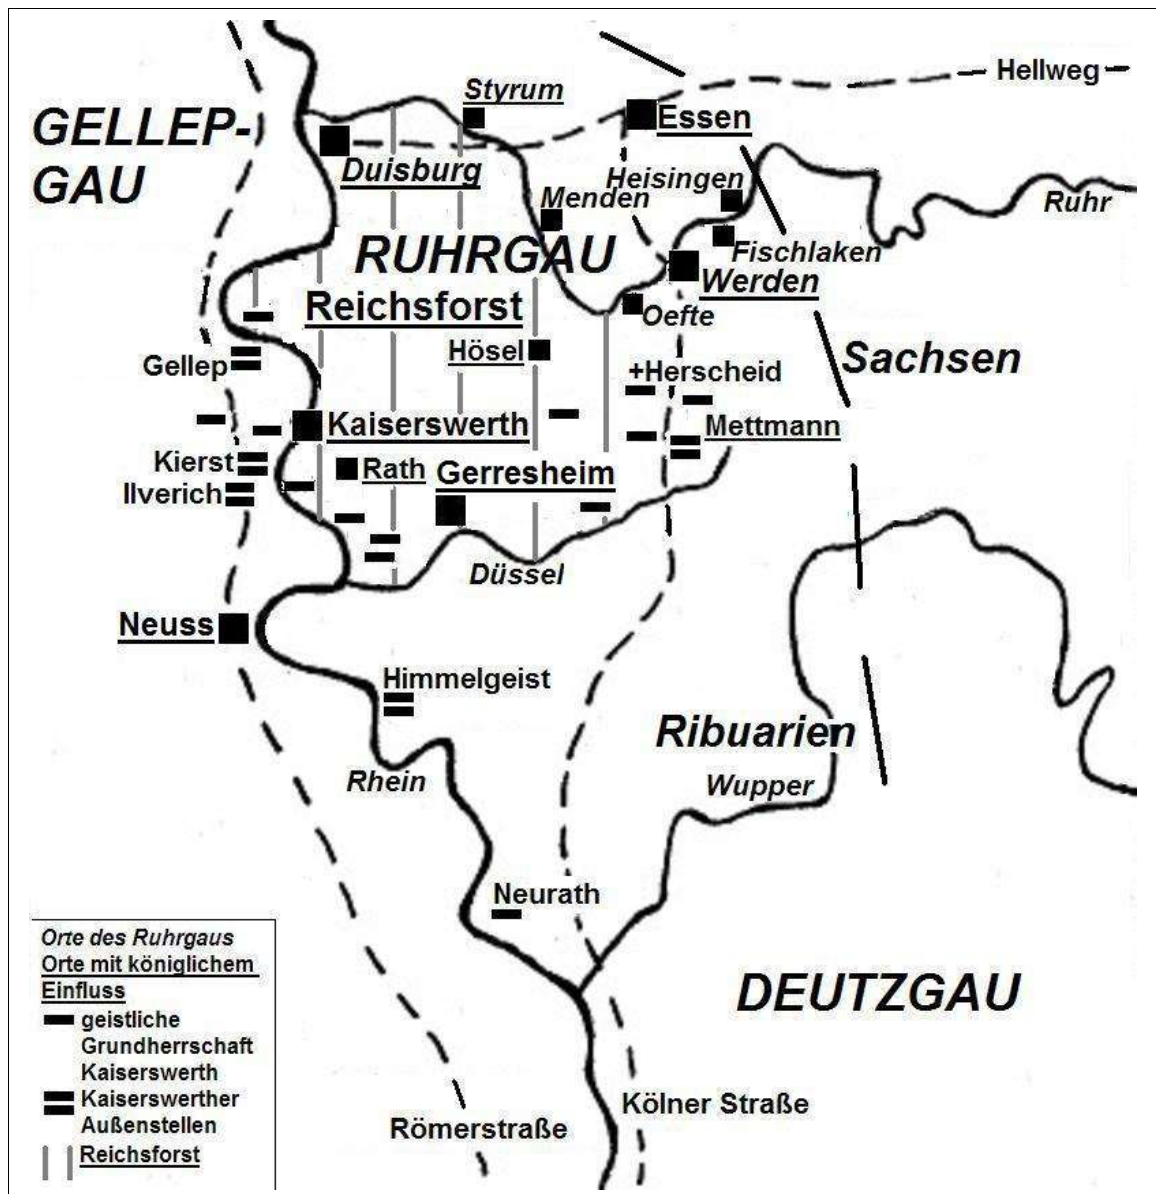 Hellweg
Styrum
GELLEP-
GAU
Essen
Duisburg
Heisingen
Menden
Ruhr
RUHRGAU
Fischlaken
Werden
Reichsforst
Oefte
Hösel
Gellep
Sachsen
+Herscheid
Kaiserswerth
Mettmann
Kierst
Rath
Gerresheim
Ilverich
Düssel
Neuss
Himmelgeist
Ribuarien
Rhein
Wupper
Neurath
DEUTZGAU
Kölner Straße
Römerstraße
Orte des Ruhrgaus
Orte mit königlichem
Einfluss
geistliche
Grundherrschaft
Kaiserswerth
Kaiserswerther
Außenstellen
Reichsforst